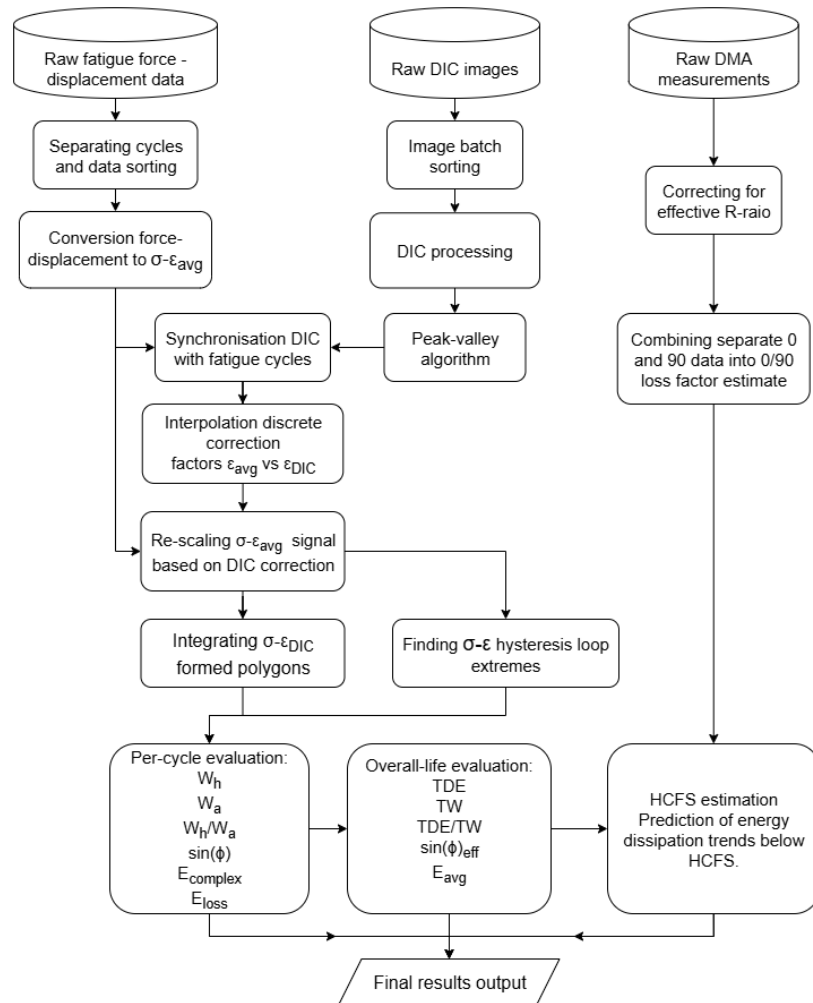 Raw fatigue force -
displacement data
Raw DIC images
Raw DMA
measurements
Separating cycles
and data sorting
Image batch
sorting
Correcting for
effective R-raio
Conversion force-
displacement to σ-εavg
DIC processing
Synchronisation DIC
with fatigue cycles
Peak-valley
algorithm
Combining separate 0
and 90 data into 0/90
loss factor estimate
Interpolation discrete
correction
factors εavg vs εDIC
Re-scaling σ-εavg signal
based on DIC correction
Integrating σ-εDIC
formed polygons
Finding σ-ε hysteresis loop
extremes
Per-cycle evaluation:
Wh
Wa
Wh/Wa
sin(ϕ)
Ecomplex
Eloss
Overall-life evaluation:
TDE
TW
TDE/TW
sin(ϕ)eff
Eavg
HCFS estimation
Prediction of energy
dissipation trends below
HCFS.
Final results output